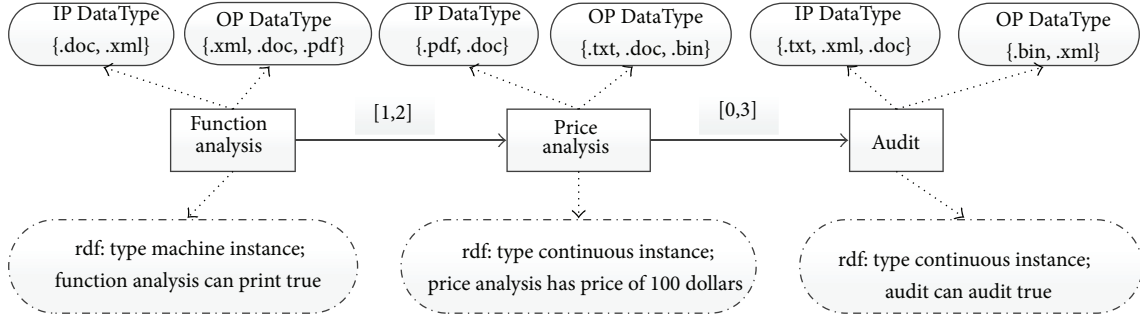 IP DataType
{.doc, .xml}
OP DataType
{.xml, .doc, .pdf}
IP DataType
{.pdf, .doc}
OP DataType
{.txt, .doc, .bin}
IP DataType
{.txt, .xml, .doc}
OP DataType
{.bin, .xml}
Function
analysis
[1,2]
Price
analysis
[0,3]
Audit
rdf: type machine instance;
function analysis can print true
rdf: type continuous instance;
price analysis has price of 100 dollars
rdf: type continuous instance;
audit can audit true